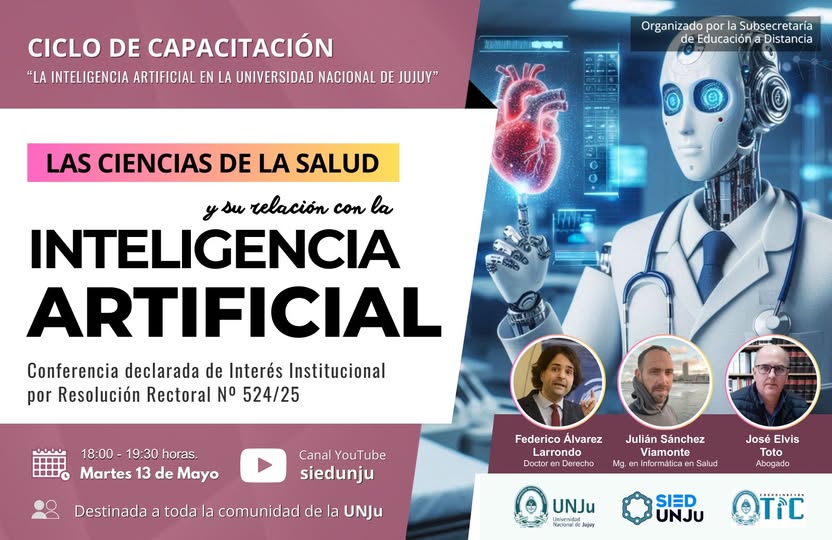 CICLO DE CAPACITACIÓN
“LA INTELIGENCIA ARTIFICIAL EN LA UNIVERSIDAD NACIONAL DE JUJUY”
Organizado por la Subsecretaría
de Educación a Distancia
LAS CIENCIAS DE LA SALUD
y su relación con la
INTELIGENCIA
ARTIFICIAL
Conferencia declarada de Interés Institucional
por Resolución Rectoral Nº 524/25
18:00 - 19:30 horas.
Martes 13 de Mayo
Canal YouTube
siedunju
Destinada a toda la comunidad de la UNJu
Federico Álvarez
Larrondo
Doctor en Derecho
Julián Sánchez
Viamonte
Mg. en Informática en Salud
José Elvis
Toto
Abogado
UNJu
Universidad
Nacional de Jujuy
SIED
UNJU
COORDINACIÓN
TIC